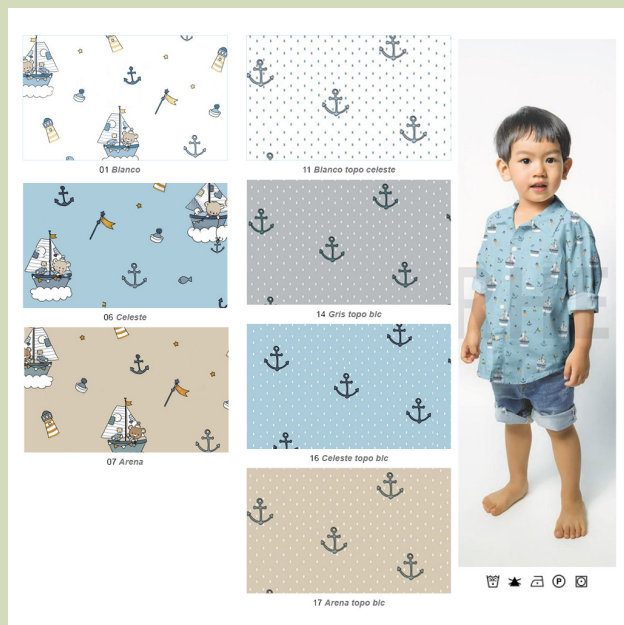 01 Blanco
11 Blanco topo celeste
06 Celeste
14 Gris topo blc
07 Arena
16 Celeste topo blc
17 Arena topo blc
P